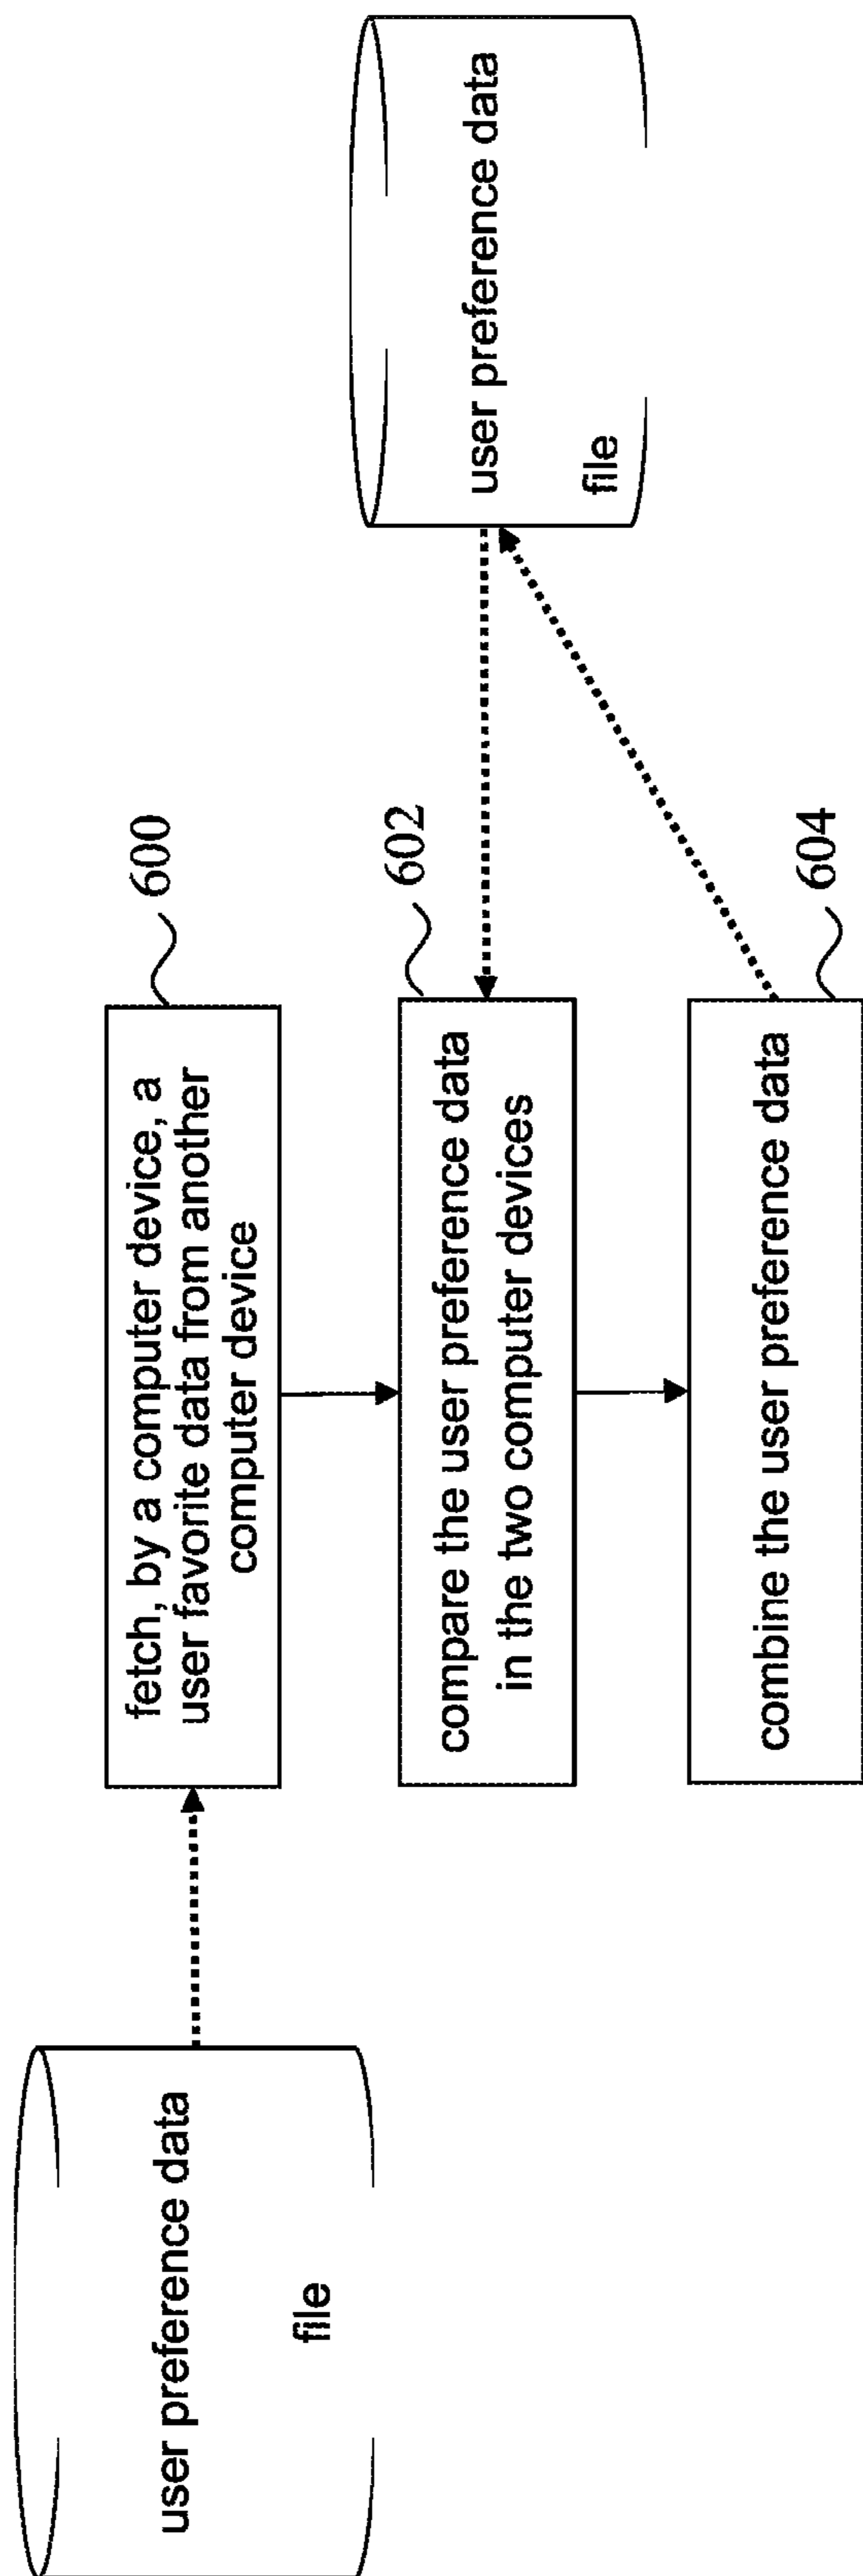 user preference data
file
fetch, by a computer device, a
user favorite data from another
computer device
600
compare the user preference data
in the two computer devices
602
combine the user preference data
604
user preference data
file